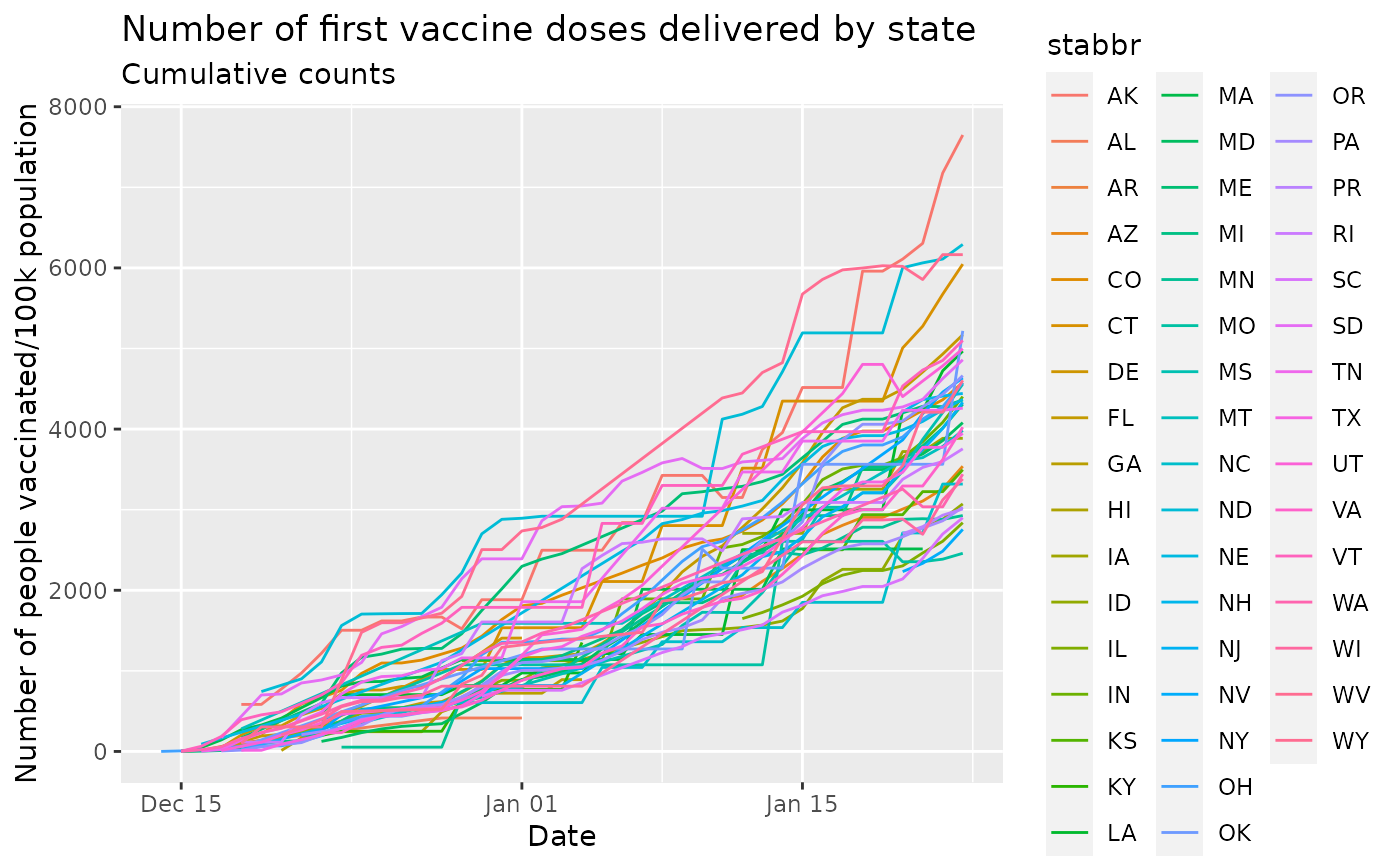 Number of first vaccine doses delivered by state
Cumulative counts
Number of people vaccinated/100k population
8000
6000
4000
2000
0
Dec 15
Jan 01
Jan 15
Date
stabbr
AK
AL
AR
AZ
CO
CT
DE
FL
GA
HI
IA
ID
IL
IN
KS
KY
LA
MA
MD
ME
MI
MN
MO
MS
MT
NC
ND
NE
NH
NJ
NV
NY
OH
OK
OR
PA
PR
RI
SC
SD
TN
TX
UT
VA
VT
WA
WI
WV
WY